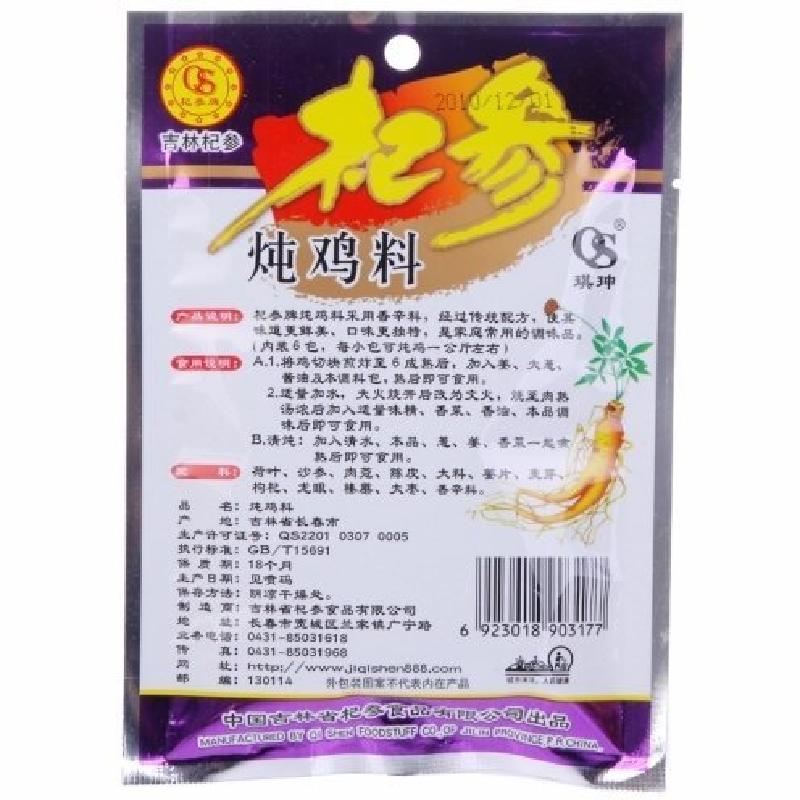 2010/12/01
QS
杞参牌
吉林杞参
杞参
炖鸡料
QS®
琪珅
产品说明: 杞参牌炖鸡料采用香辛料，经过传统配方，使其
味道更鲜美、口味更独特，是家庭常用的调味品。
(内装6包，每小包可炖鸡一公斤左右)
食用说明: A.1.将鸡切块煎炸至6成熟后，加入姜、大葱、
酱油及本调料包，熟后即可食用。
2.适量加水，大火烧开后改为文火，烧至肉熟
汤浓后加入适量味精、香菜、香油、本品调
味后即可食用。
B.清炖：加入清水、本品、葱、姜、香菜一起煮
熟后即可食用。
配 料: 荷叶、沙参、肉蔻、陈皮、大料、姜片、麦芽、
枸杞、龙眼、榛蘑、大枣、香辛料。
品 名：炖鸡料
产 地：吉林省长春市
生产许可证号：QS2201 0307 0005
执行标准：GB/T15691
保 质 期：18个月
生产日期：见喷码
保存方法：阴凉干燥处。
制 造 商：吉林省杞参食品有限公司
地 址：长春市宽城区兰家镇广宁路
业务电话：0431-85031618
传 真：0431-85031968
网 址：http://www.jiqishen888.com
邮 编：130114
外包装图案不代表内在产品
6 923018 903177
中国吉林省杞参食品有限公司出品
MANUFACTURED BY QI SHEN FOODSTUFF CO.,OF JILIN PROVINCE,P.R.CHINA